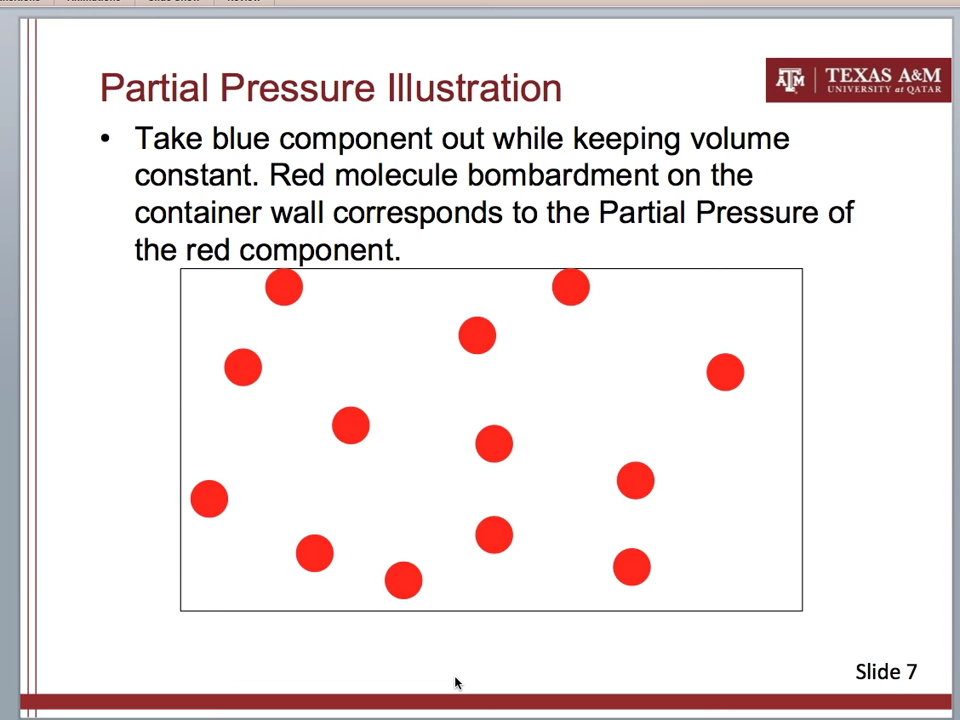 Partial Pressure Illustration
ATM TEXAS A&M
UNIVERSITY at QATAR
• Take blue component out while keeping volume
constant. Red molecule bombardment on the
container wall corresponds to the Partial Pressure of
the red component.
Slide 7